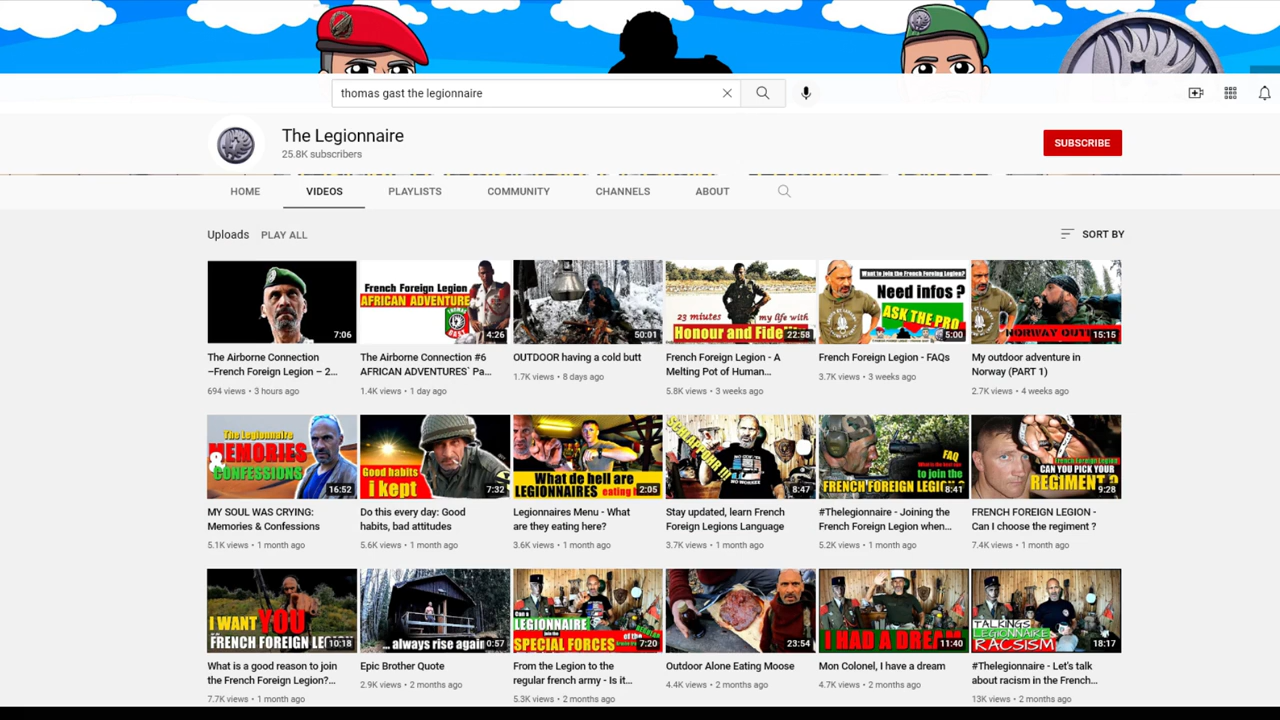 thomas gast the legionnaire
The Legionnaire
25.8K subscribers
SUBSCRIBE
HOME VIDEOS PLAYLISTS COMMUNITY CHANNELS ABOUT
Uploads PLAY ALL SORT BY
7:06
French Foreign Legion
AFRICAN ADVENTURE
4:26
50:01
23 miutes my life with
Honour and Fide
22:58
Want to join the French Foreing Legion?
Need infos ?
ASK THE PRO
5:00
NORWAY OUT
15:15
The Airborne Connection
–French Foreign Legion – 2...
694 views • 3 hours ago
The Airborne Connection #6
AFRICAN ADVENTURES` Pa...
1.4K views • 1 day ago
OUTDOOR having a cold butt
1.7K views • 8 days ago
French Foreign Legion - A
Melting Pot of Human...
5.8K views • 3 weeks ago
French Foreign Legion - FAQs
3.7K views • 3 weeks ago
My outdoor adventure in
Norway (PART 1)
2.7K views • 4 weeks ago
The Legionnaire
MEMORIES
CONFESSIONS
16:52
Good habits
i kept
7:32
What de hell are
LEGIONNAIRES eating
2:05
8:47
FAQ
to join the
FRENCH FOREIGN LEGION
8:41
French Foreign Legion
CAN YOU PICK YOUR
REGIMENT ?
9:28
MY SOUL WAS CRYING:
Memories & Confessions
5.1K views • 1 month ago
Do this every day: Good
habits, bad attitudes
5.6K views • 1 month ago
Legionnaires Menu - What
are they eating here?
3.6K views • 1 month ago
Stay updated, learn French
Foreign Legions Language
3.7K views • 1 month ago
#Thelegionnaire - Joining the
French Foreign Legion when...
5.2K views • 1 month ago
FRENCH FOREIGN LEGION -
Can I choose the regiment ?
7.4K views • 1 month ago
I WANT YOU
FRENCH FOREIGN LEGION
10:18
... always rise again
0:57
Can a
LEGIONNAIRE
join the
SPECIAL FORCES
of the
7:20
23:54
I HAD A DREAM
11:40
TALKINGS
LEGIONNAIRE
RACSISM
18:17
What is a good reason to join
the French Foreign Legion?...
7.7K views • 1 month ago
Epic Brother Quote
2.9K views • 2 months ago
From the Legion to the
regular french army - Is it...
5.3K views • 2 months ago
Outdoor Alone Eating Moose
4.4K views • 2 months ago
Mon Colonel, I have a dream
4.7K views • 2 months ago
#Thelegionnaire - Let's talk
about racism in the French...
13K views • 2 months ago